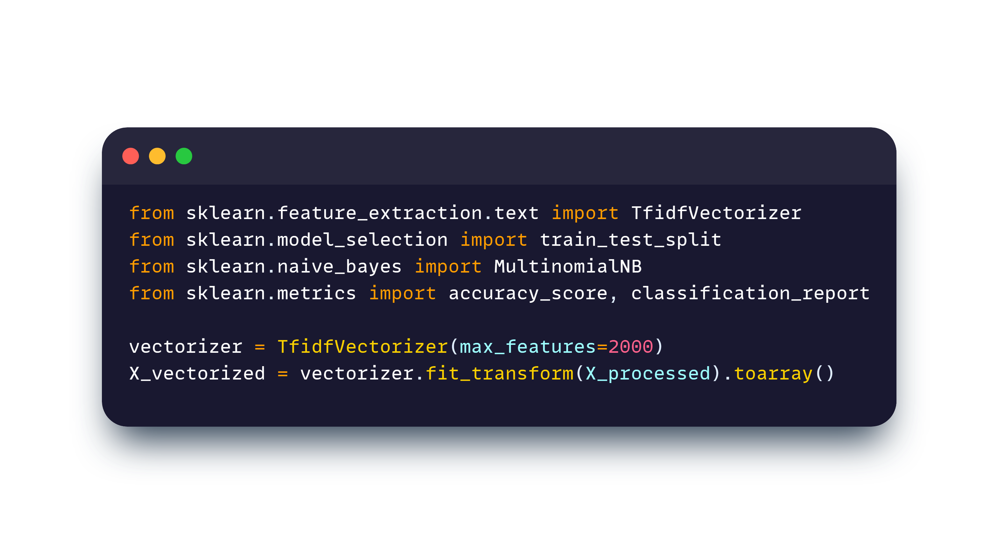 from sklearn.feature_extraction.text import TfidfVectorizer
from sklearn.model_selection import train_test_split
from sklearn.naive_bayes import MultinomialNB
from sklearn.metrics import accuracy_score, classification_report

vectorizer = TfidfVectorizer(max_features=2000)
X_vectorized = vectorizer.fit_transform(X_processed).toarray()